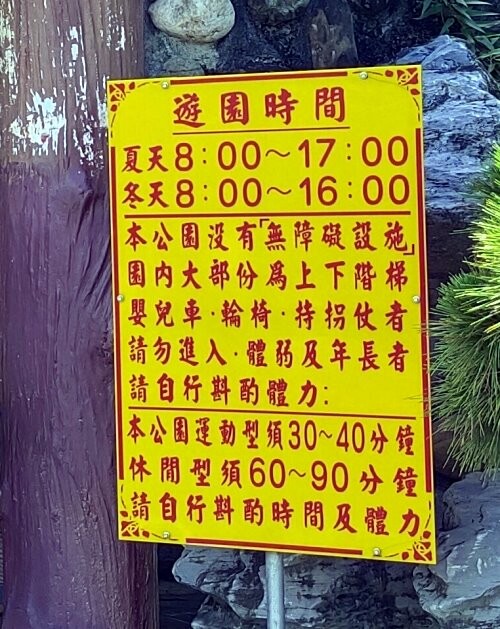 遊園時間
夏天8：00～17：00
冬天8：00～16：00
本公園没有「無障礙設施」
園内大部份為上下階梯
嬰兒車·輪椅·持拐仗者
請勿進入·體弱及年長者
請自行斟酌體力:
本公園運動型須30~40分鐘
休閒型須60~90分鐘
請自行斟酌時間及體力